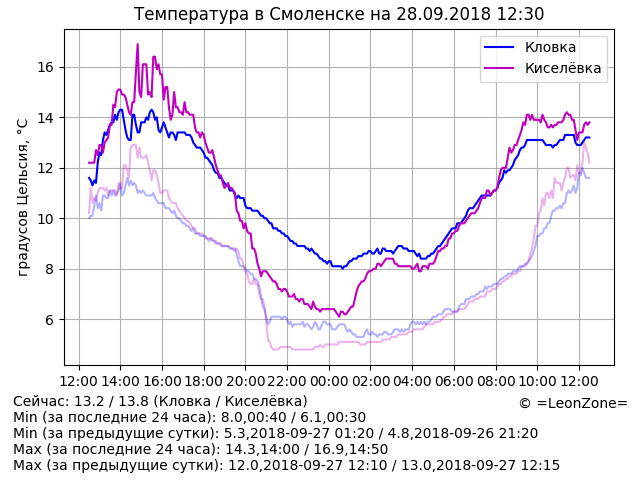 Температура в Смоленске на 28.09.2018 12:30
Кловка
Киселёвка
градусов Цельсия, °C
16
14
12
10
8
6
12:00 14:00 16:00 18:00 20:00 22:00 00:00 02:00 04:00 06:00 08:00 10:00 12:00
Сейчас: 13.2 / 13.8 (Кловка / Киселёвка)
© =LeonZone=
Min (за последние 24 часа): 8.0,00:40 / 6.1,00:30
Min (за предыдущие сутки): 5.3,2018-09-27 01:20 / 4.8,2018-09-26 21:20
Max (за последние 24 часа): 14.3,14:00 / 16.9,14:50
Max (за предыдущие сутки): 12.0,2018-09-27 12:10 / 13.0,2018-09-27 12:15